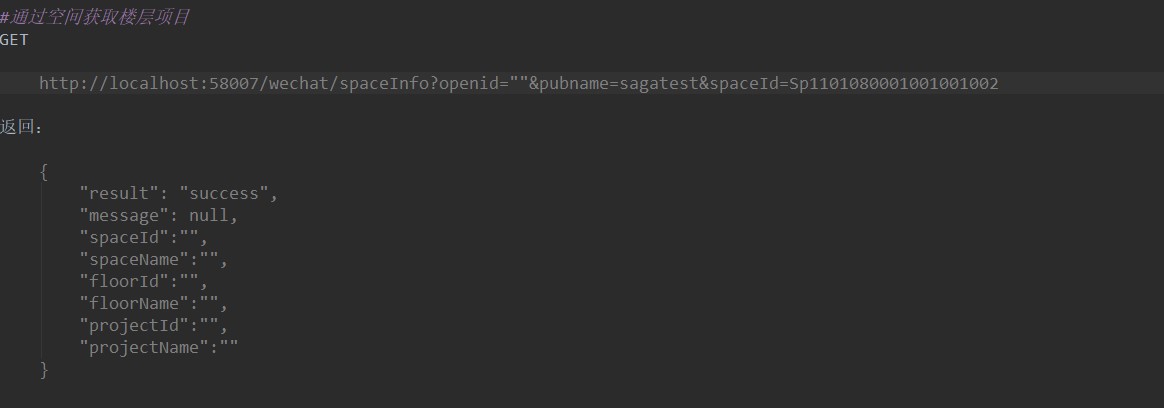 #通过空间获取楼层项目
GET
http://localhost:58007/wechat/spaceInfo?openid=""&pubname=sagatest&spaceId=Sp1101080001001001002
返回：
{
"result": "success",
"message": null,
"spaceId":"",
"spaceName":"",
"floorId":"",
"floorName":"",
"projectId":"",
"projectName":""
}